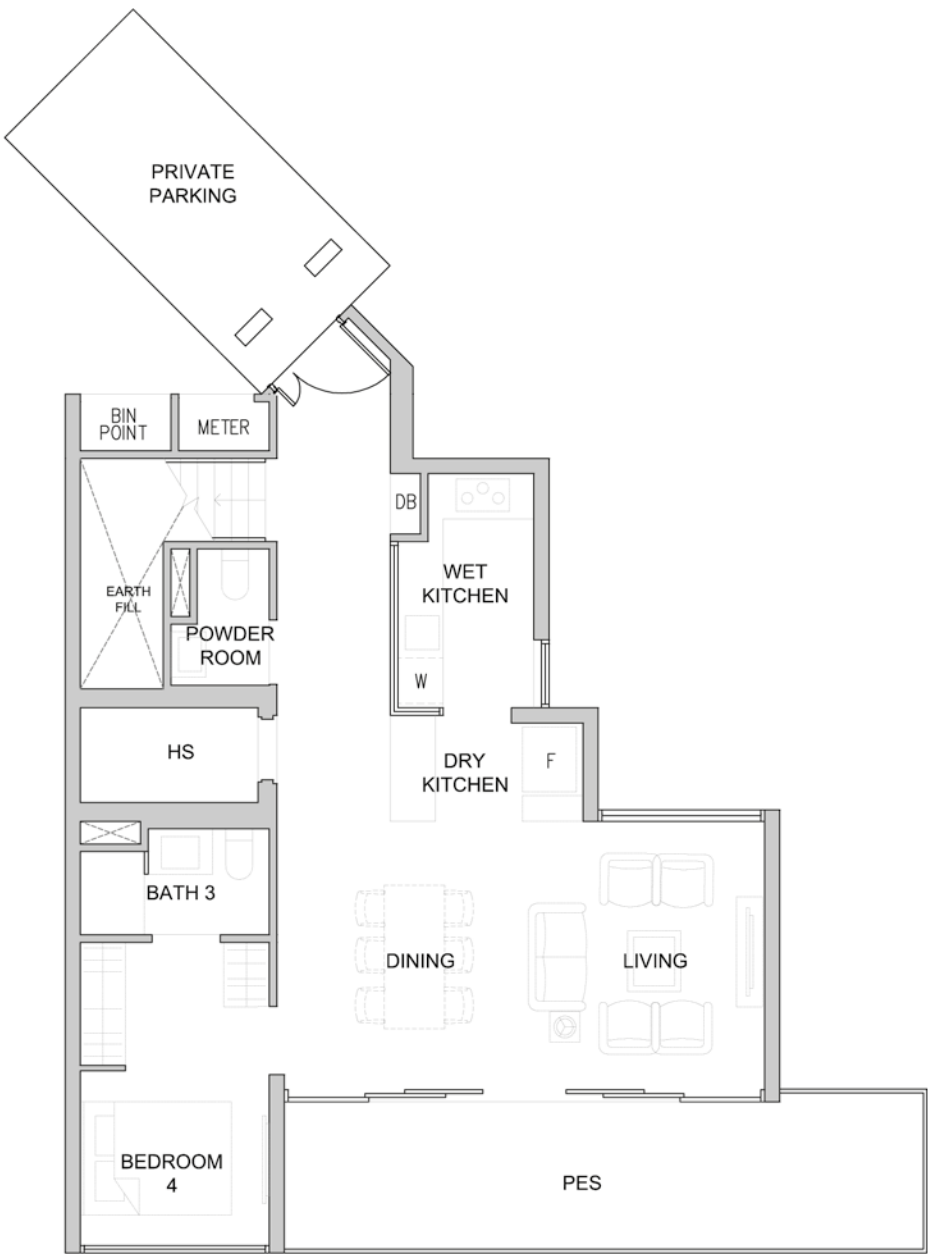 PRIVATE
PARKING
BIN
POINT
METER
DB
WET
KITCHEN
EARTH
FILL
POWDER
ROOM
W
HS
DRY
KITCHEN
F
BATH 3
DINING
LIVING
BEDROOM
4
PES